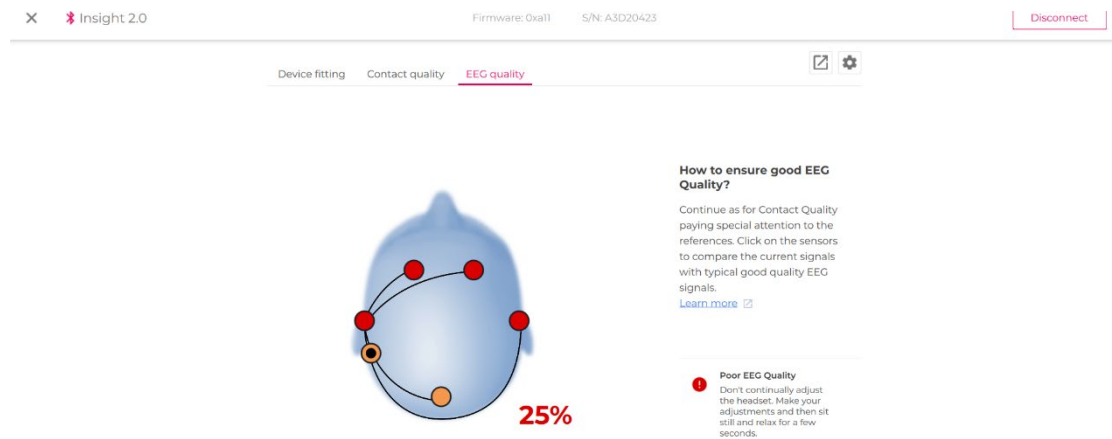 Insight 2.0
Firmware: 0xa11
S/N: A3D20423
Disconnect
Device fitting
Contact quality
EEG quality
How to ensure good EEG
Quality?
Continue as for Contact Quality
paying special attention to the
references. Click on the sensors
to compare the current signals
with typical good quality EEG
signals.
Learn more
25%
Poor EEG Quality
Don't continually adjust
the headset. Make your
adjustments and then sit
still and relax for a few
seconds.